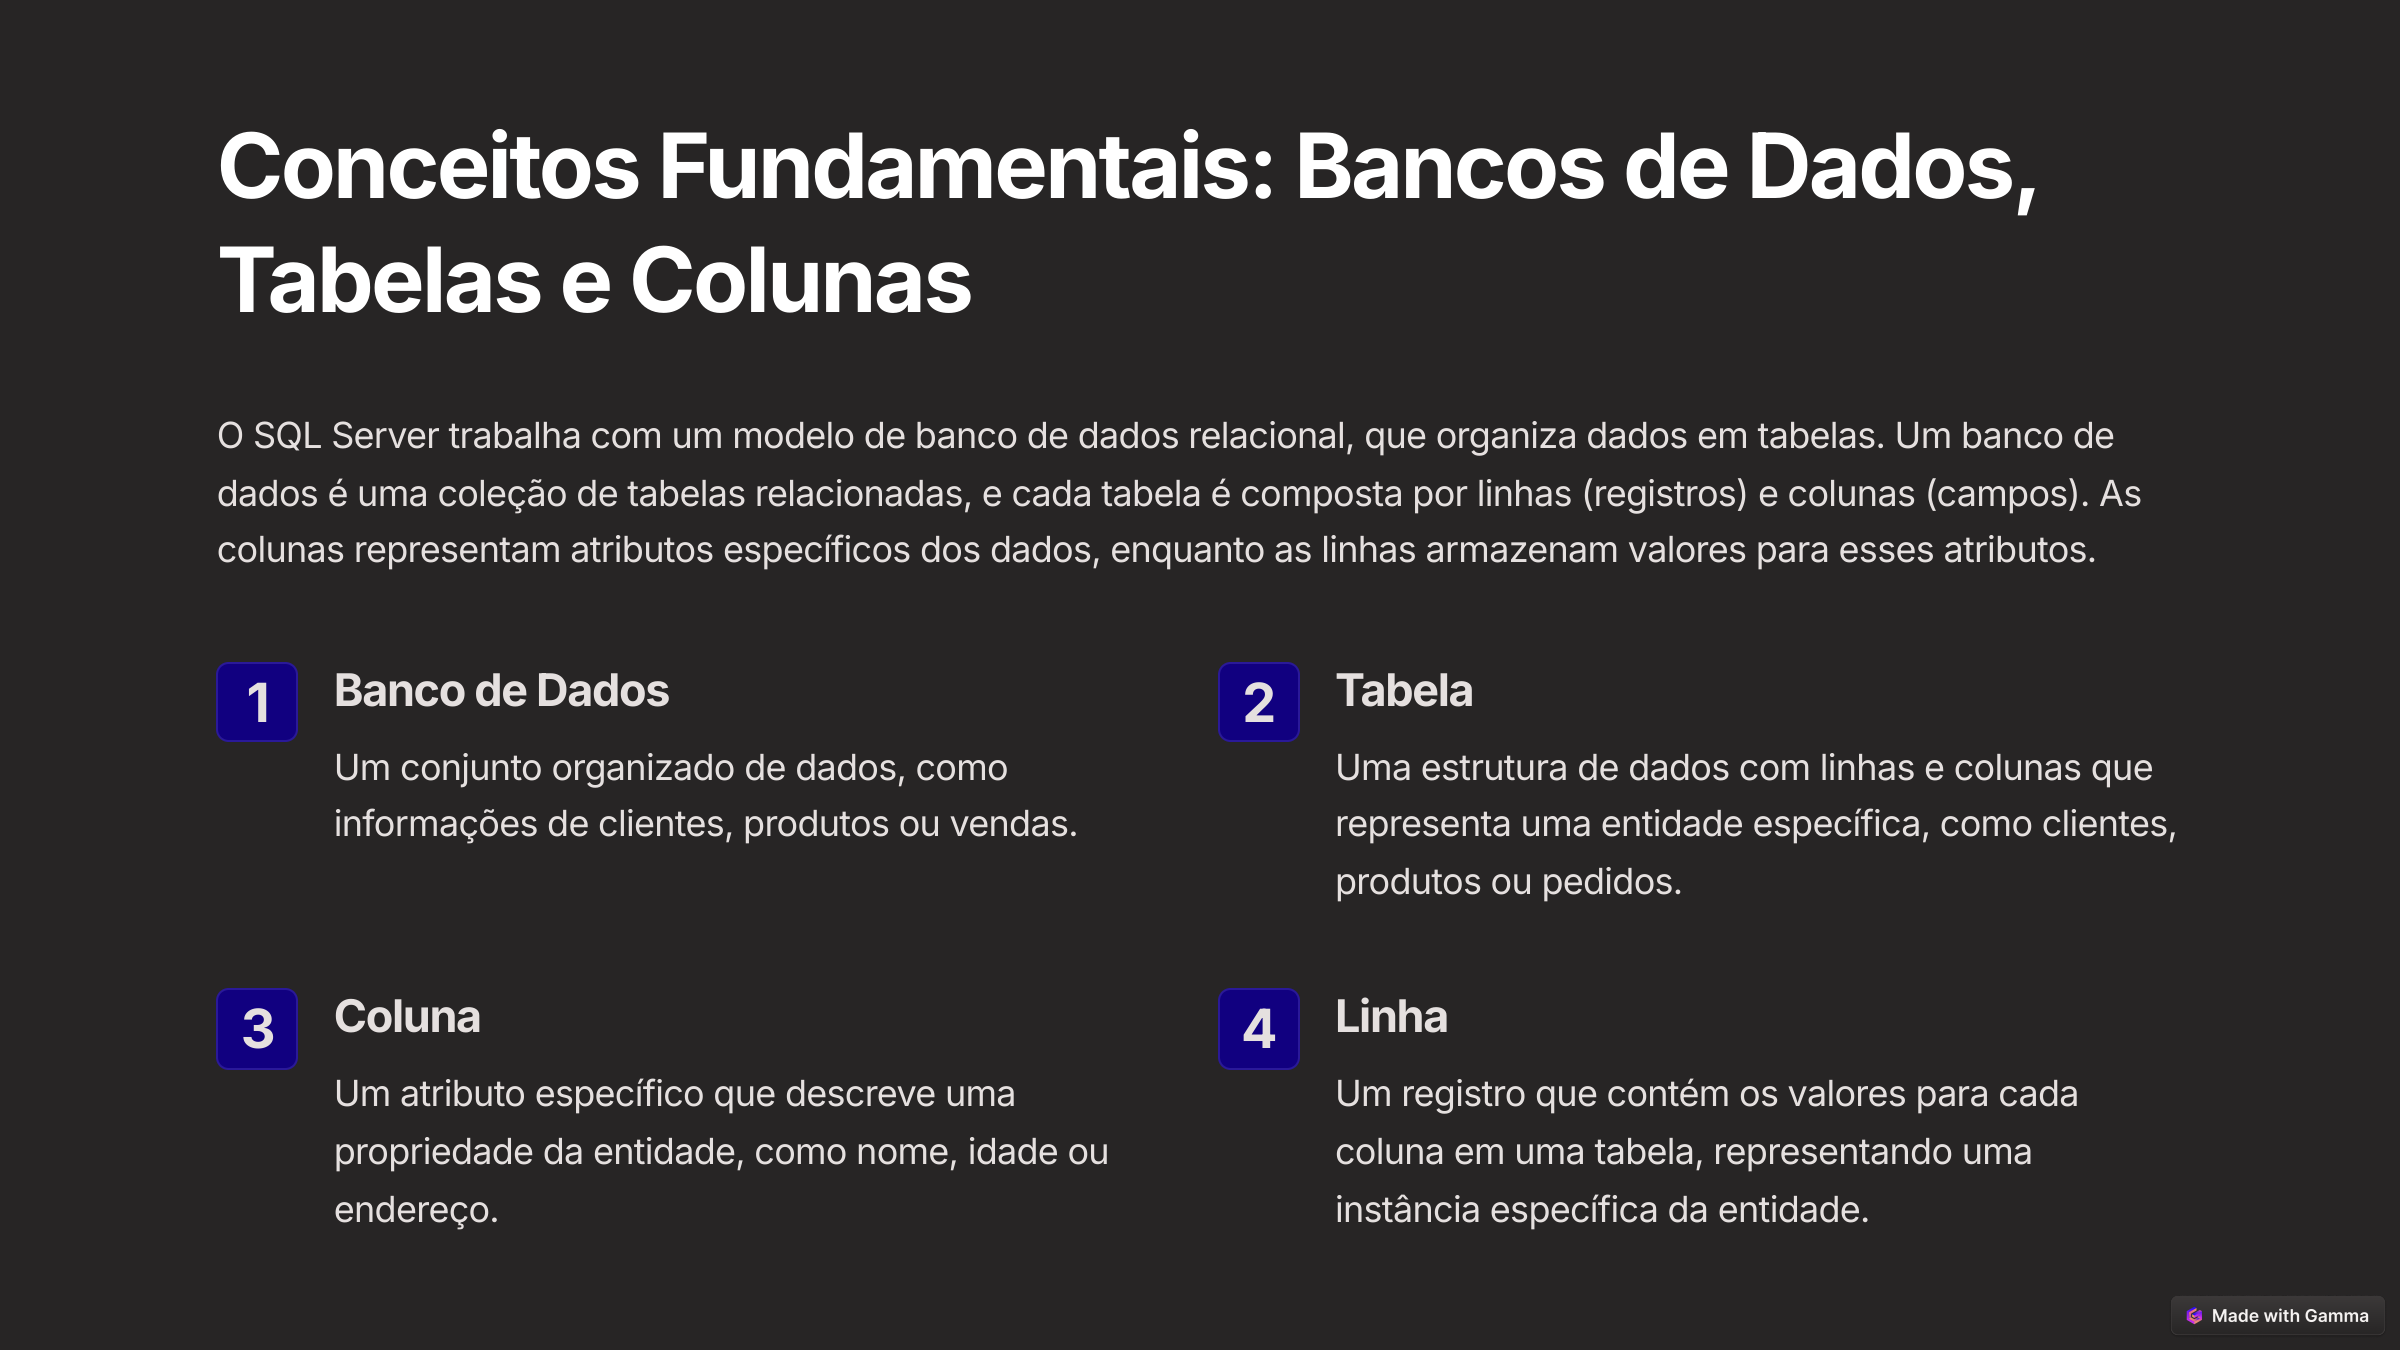 Conceitos Fundamentais: Bancos de Dados,
Tabelas e Colunas
O SQL Server trabalha com um modelo de banco de dados relacional, que organiza dados em tabelas. Um banco de
dados é uma coleção de tabelas relacionadas, e cada tabela é composta por linhas (registros) e colunas (campos). As
colunas representam atributos específicos dos dados, enquanto as linhas armazenam valores para esses atributos.
1
Banco de Dados
Um conjunto organizado de dados, como
informações de clientes, produtos ou vendas.
2
Tabela
Uma estrutura de dados com linhas e colunas que
representa uma entidade específica, como clientes,
produtos ou pedidos.
3
Coluna
Um atributo específico que descreve uma
propriedade da entidade, como nome, idade ou
endereço.
4
Linha
Um registro que contém os valores para cada
coluna em uma tabela, representando uma
instância específica da entidade.
Made with Gamma